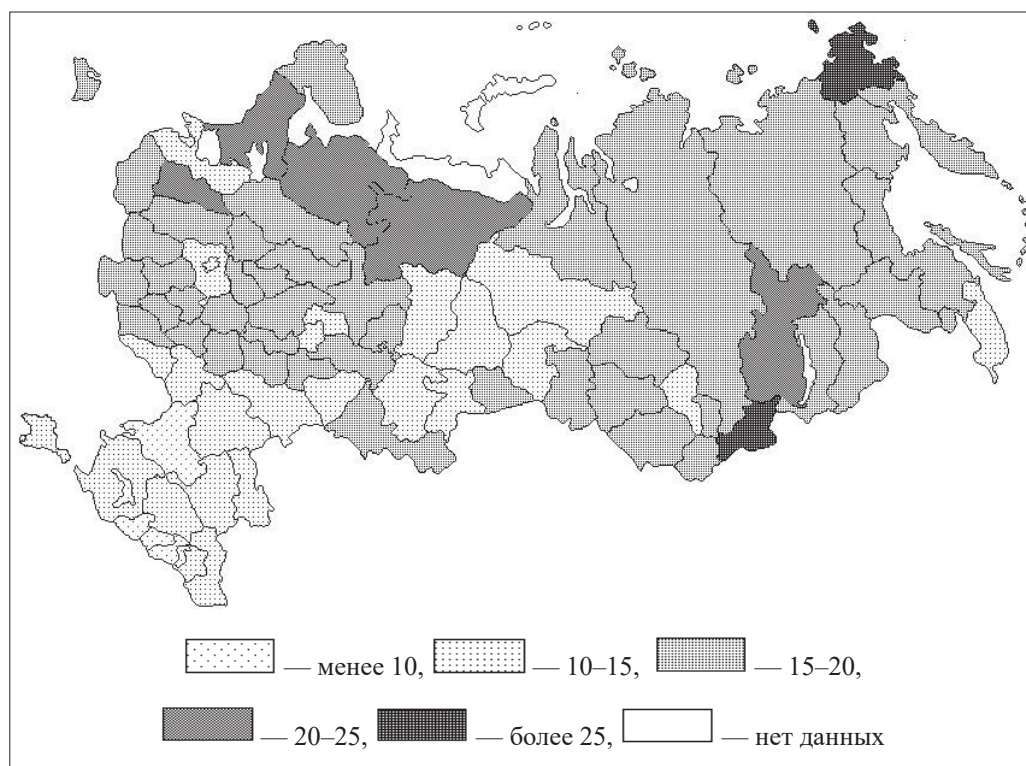 — менее 10, — 10–15, — 15–20,
— 20–25, — более 25, — нет данных